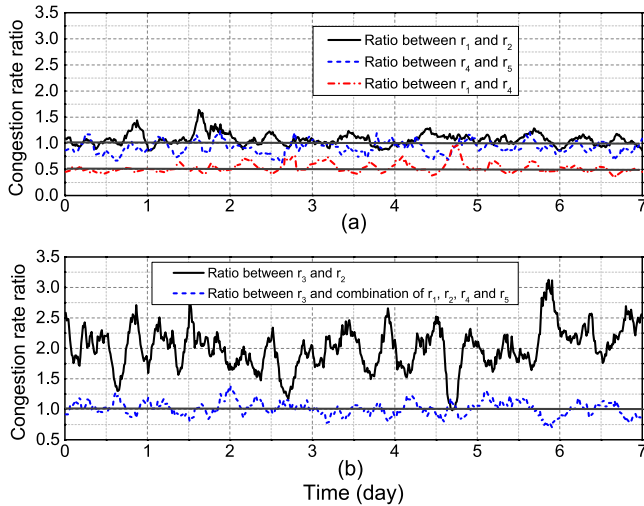 (a)
3.5
3.0
2.5
2.0
1.5
1.0
0.5
0.0
Congestion rate ratio
Ratio between r1 and r2
Ratio between r4 and r5
Ratio between r1 and r4
0 1 2 3 4 5 6 7
(a)
(b)
3.5
3.0
2.5
2.0
1.5
1.0
0.5
Congestion rate ratio
Ratio between r3 and r2
Ratio between r3 and combination of r1, r2, r4 and r5
0 1 2 3 4 5 6 7
(b)
Time (day)